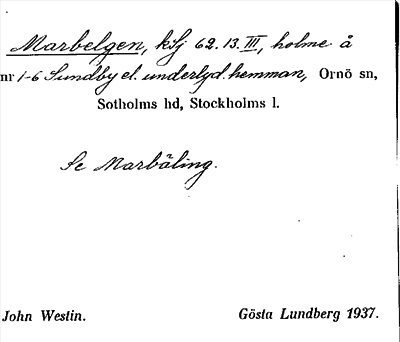 Marbelgen, kSj 62.13.III, holme å
nr 1-6 Sundby el. underlyd. hemman, Ornö sn,
Sotholms hd, Stockholms l.
Se Marbäling.
John Westin. Gösta Lundberg 1937.